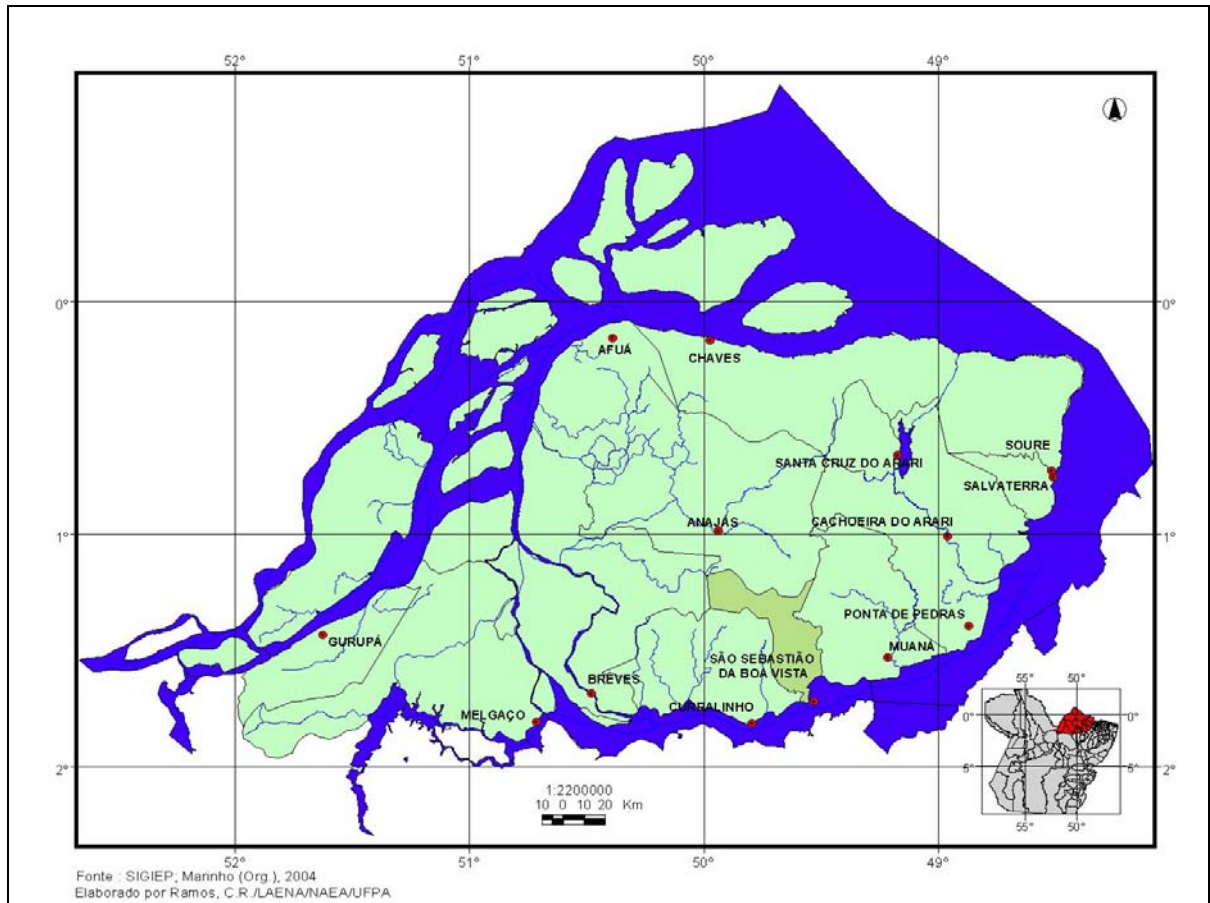 52°
51°
50°
49°
0°
0°
AFUÁ
CHAVES
SOURE
SANTA CRUZ DO ARARI
SALVATERRA
ANAJÁS
CACHOEIRA DO ARARI
1°
1°
PONTA DE PEDRAS
GURUPÁ
MUANÁ
SÃO SEBASTIÃO
DA BOA VISTA
BREVES
CURRALINHO
MELGAÇO
55°
50°
0°
0°
5°
5°
55°
50°
2°
2°
1:2200000
10 0 10 20 Km
52°
51°
50°
49°
Fonte : SIGIEP; Marinho (Org.), 2004
Elaborado por Ramos, C.R./LAENA/NAEA/UFPA